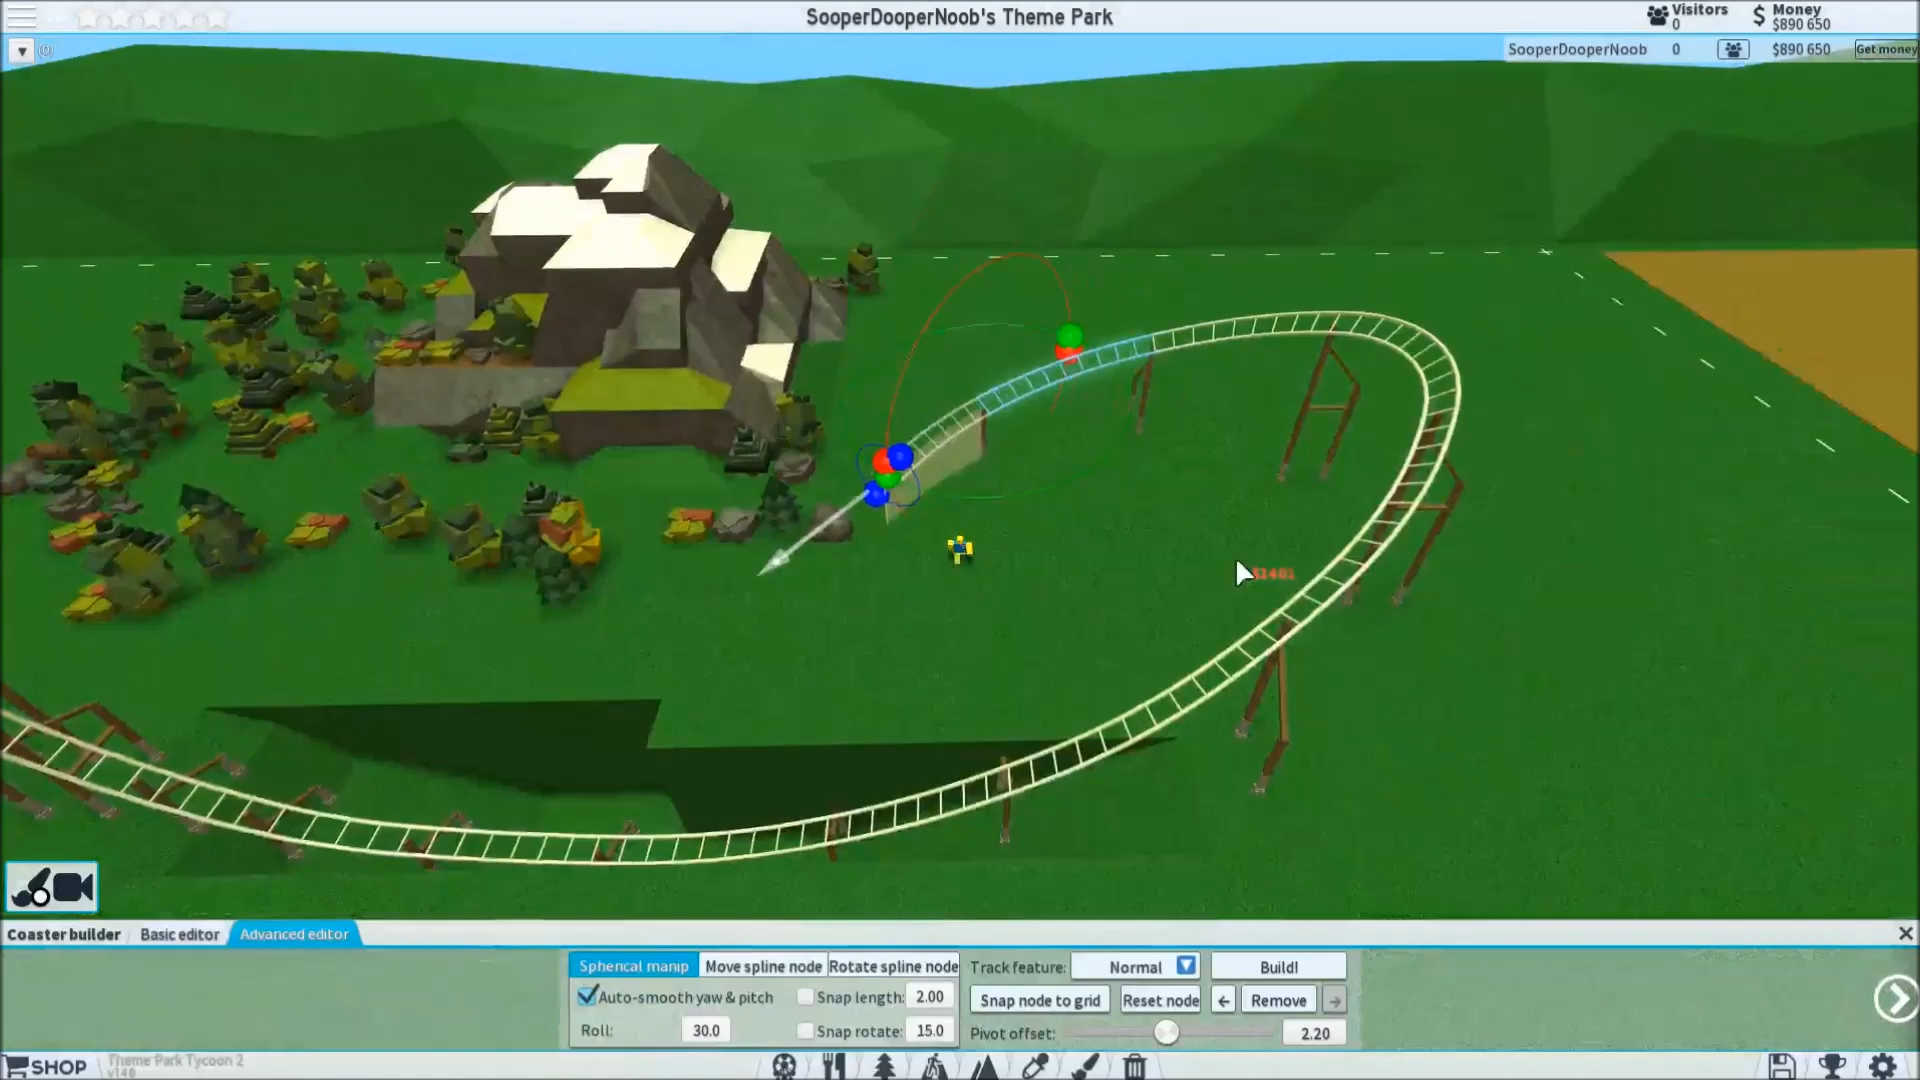 SooperDooperNoob's Theme Park
Visitors
0
$ Money
$890 650
(0)
SooperDooperNoob 0 $890 650 Get money
Coaster builder Basic editor Advanced editor
Spherical manip Move spline node Rotate spline node Track feature: Normal Build!
Auto-smooth yaw & pitch Snap length: 2.00 Snap node to grid Reset node Remove
Roll: 30.0 Snap rotate: 15.0 Pivot offset: 2.20
SHOP
Theme Park Tycoon 2
v148